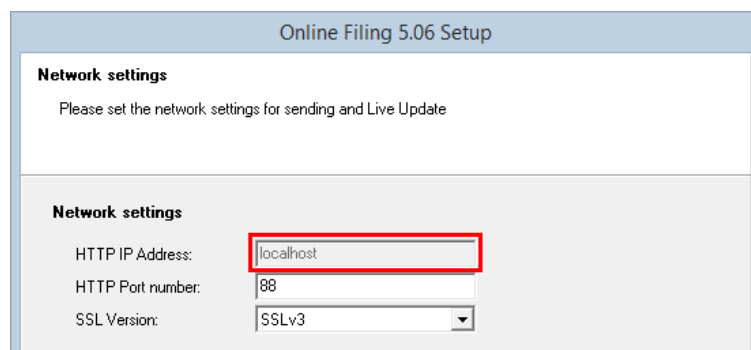 Online Filing 5.06 Setup
Network settings
Please set the network settings for sending and Live Update
Network settings
HTTP IP Address: localhost
HTTP Port number: 88
SSL Version: SSLv3